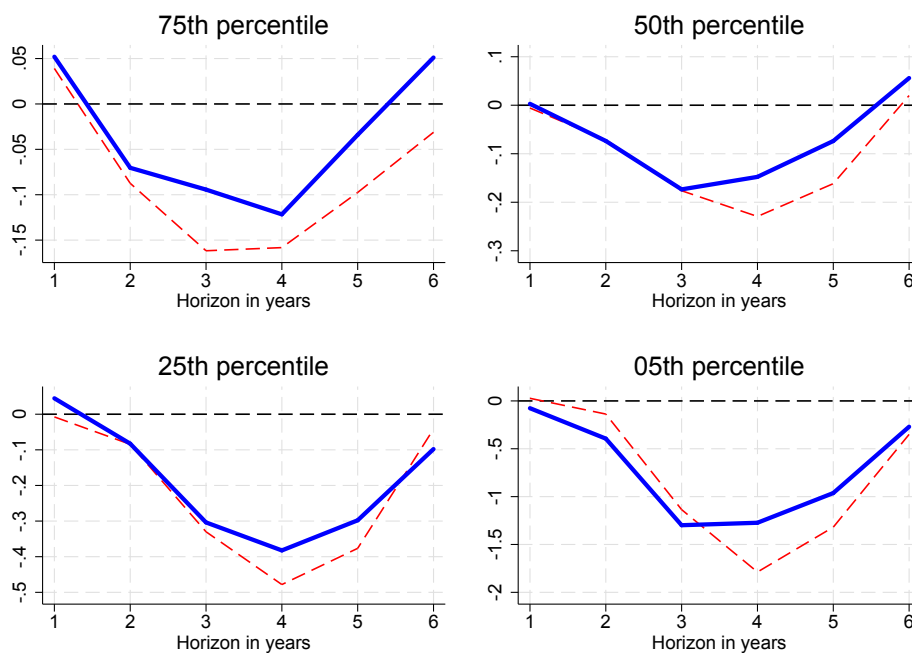 75th percentile
.05
0
-.05
-.1
-.15
1 2 3 4 5 6
Horizon in years
50th percentile
.1
0
-.1
-.2
-.3
1 2 3 4 5 6
Horizon in years
25th percentile
0
-.1
-.2
-.3
-.4
-.5
1 2 3 4 5 6
Horizon in years
05th percentile
0
-.5
-1
-1.5
-2
1 2 3 4 5 6
Horizon in years